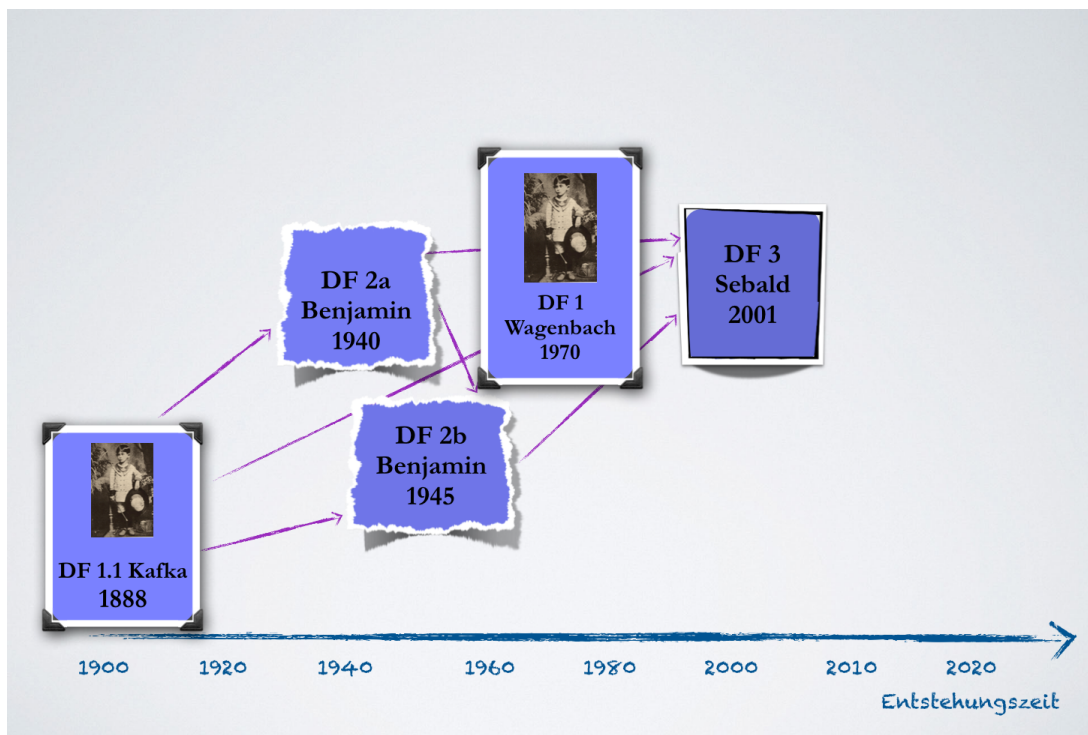 DF 2a
Benjamin
1940
DF 1
Wagenbach
1970
DF 3
Sebald
2001
DF 1.1 Kafka
1888
DF 2b
Benjamin
1945
1900 1920 1940 1960 1980 2000 2010 2020
Entstehungszeit